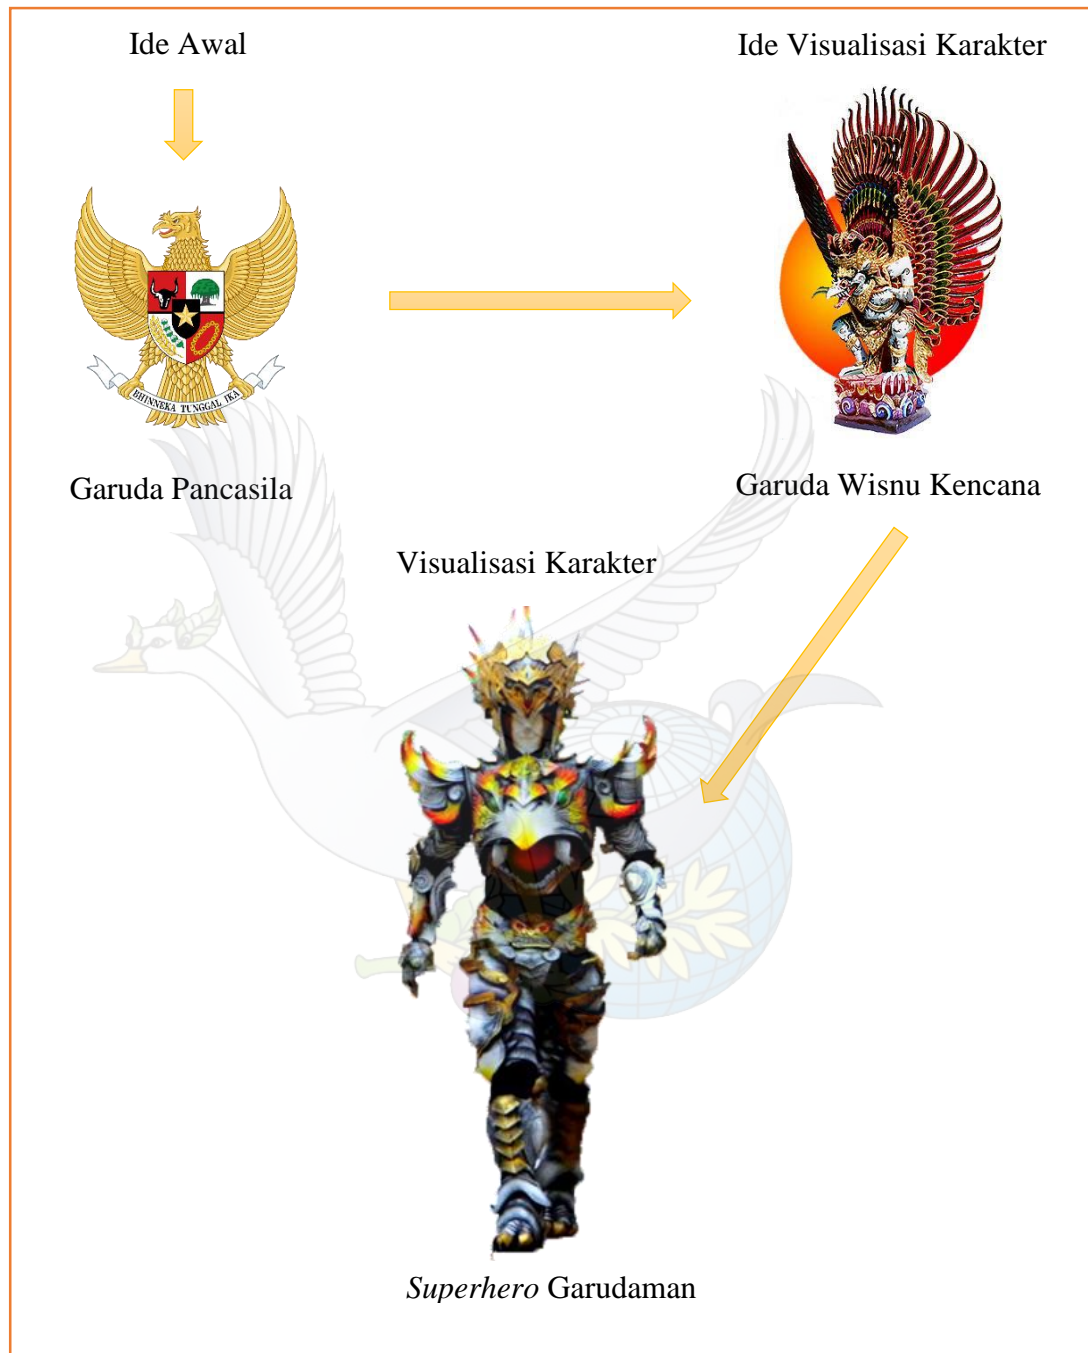 Ide Awal
Ide Visualisasi Karakter
BHINNEKA TUNGGAL IKA
Garuda Pancasila
Garuda Wisnu Kencana
Visualisasi Karakter
Superhero Garudaman